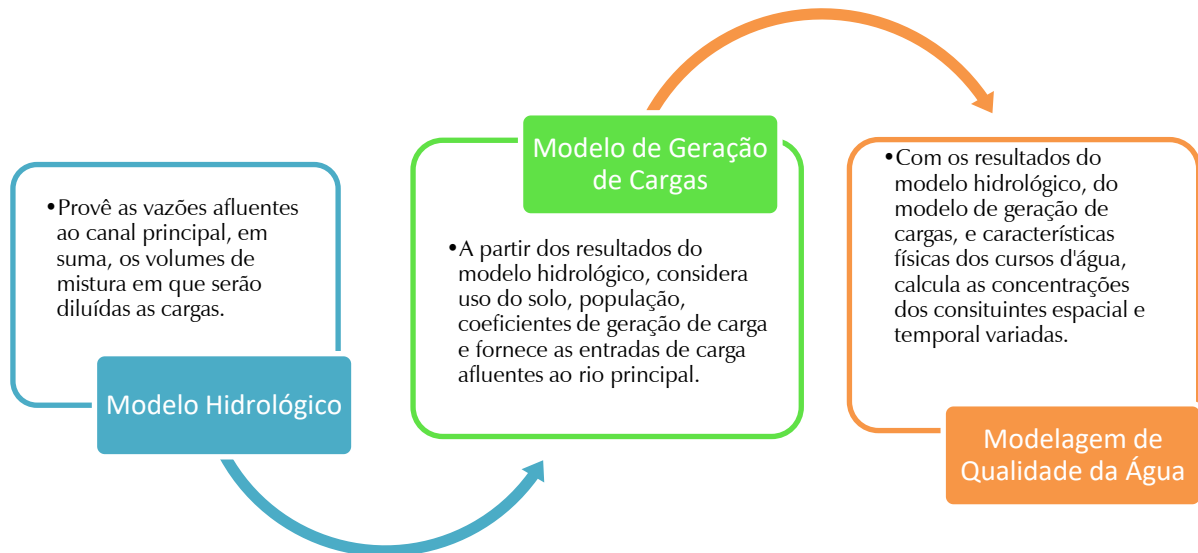 •Provê as vazões afluentes
ao canal principal, em
suma, os volumes de
mistura em que serão
diluídas as cargas.
Modelo Hidrológico
Modelo de Geração
de Cargas
•A partir dos resultados do
modelo hidrológico, considera
uso do solo, população,
coeficientes de geração de carga
e fornece as entradas de carga
afluentes ao rio principal.
•Com os resultados do
modelo hidrológico, do
modelo de geração de
cargas, e características
físicas dos cursos d'água,
calcula as concentrações
dos consituintes espacial e
temporal variadas.
Modelagem de
Qualidade da Água